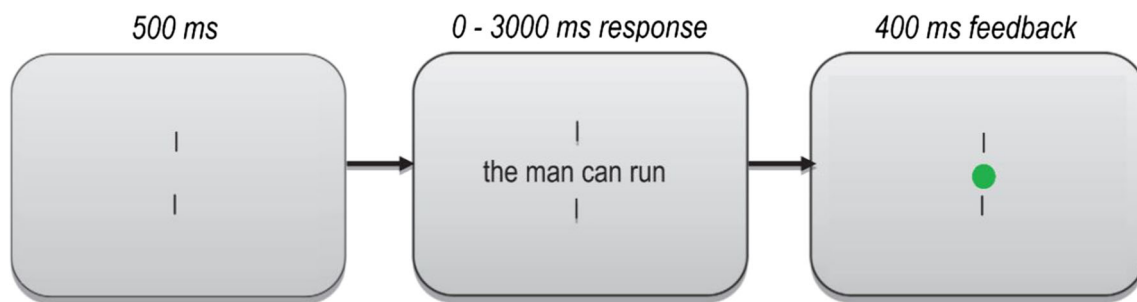 500 ms
0 - 3000 ms response
400 ms feedback
the man can run